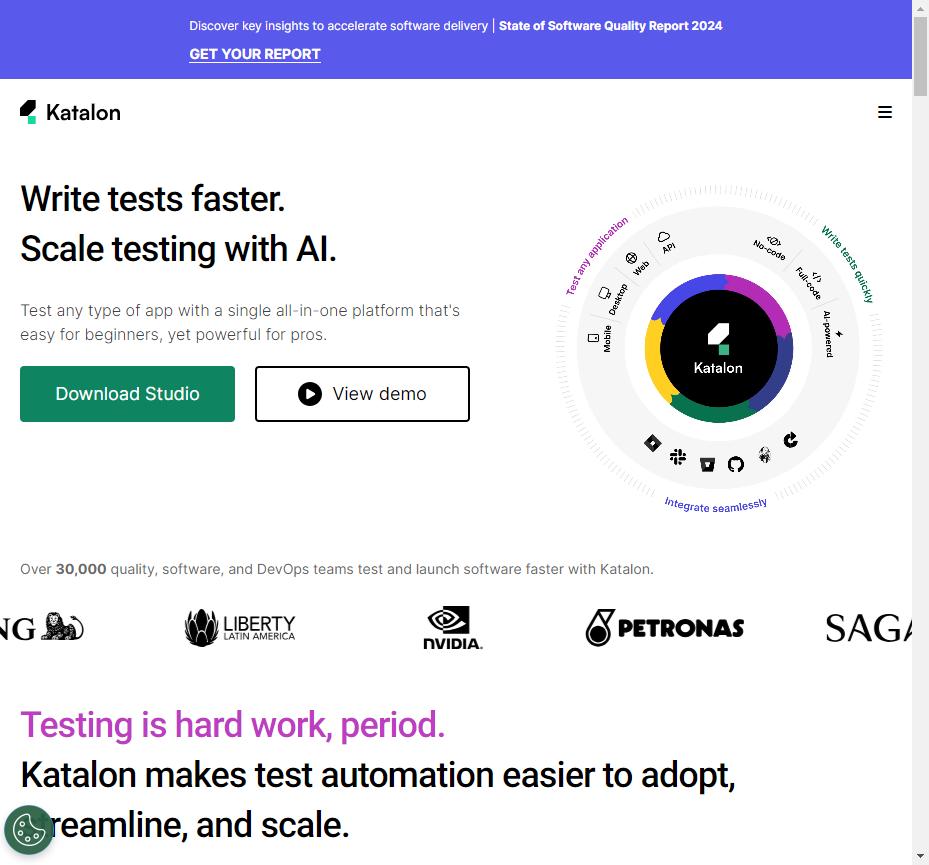 Discover key insights to accelerate software delivery | State of Software Quality Report 2024
GET YOUR REPORT
Katalon
Write tests faster.
Scale testing with AI.
Test any type of app with a single all-in-one platform that's
easy for beginners, yet powerful for pros.
Download Studio
View demo
Test any application
Mobile
Desktop
Web
API
Write tests quickly
No-code
Full-code
AI-powered
Katalon
Integrate seamlessly
Over 30,000 quality, software, and DevOps teams test and launch software faster with Katalon.
NG
LIBERTY
LATIN AMERICA
NVIDIA.
PETRONAS
SAGA
Testing is hard work, period.
Katalon makes test automation easier to adopt,
streamline, and scale.